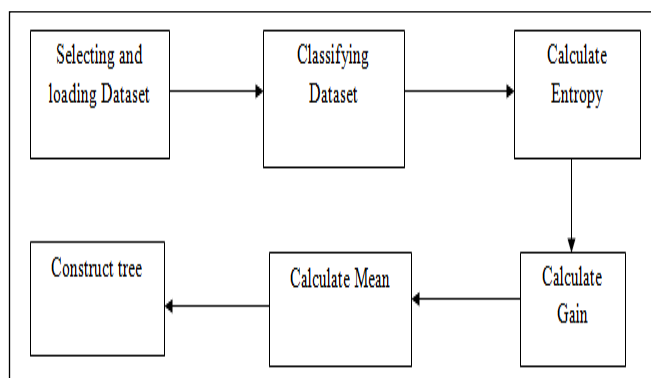 Selecting and
loading Dataset
Classifying
Dataset
Calculate
Entropy
Construct tree
Calculate Mean
Calculate
Gain